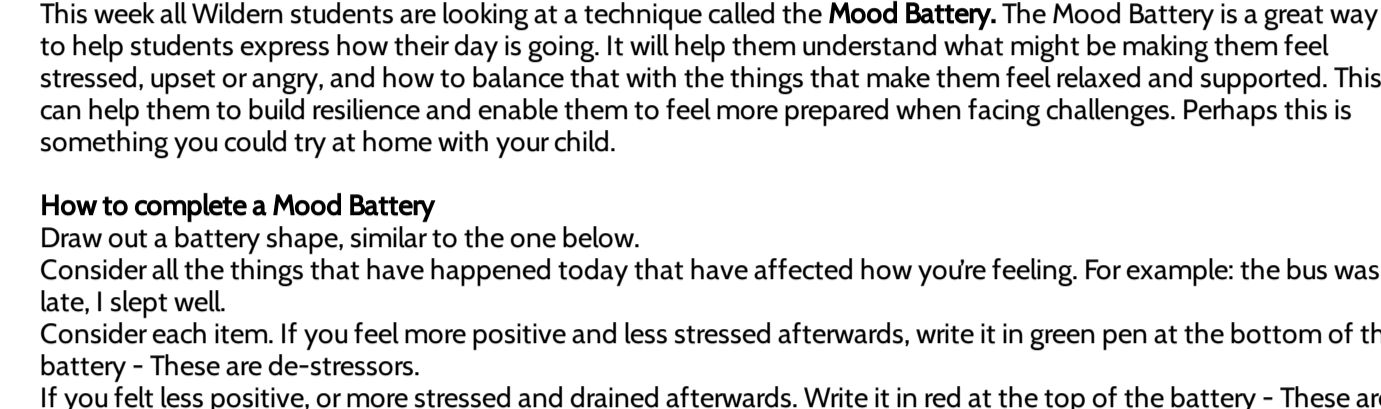 This week all Wildern students are looking at a technique called the Mood Battery. The Mood Battery is a great way
to help students express how their day is going. It will help them understand what might be making them feel
stressed, upset or angry, and how to balance that with the things that make them feel relaxed and supported. This
can help them to build resilience and enable them to feel more prepared when facing challenges. Perhaps this is
something you could try at home with your child.
How to complete a Mood Battery
Draw out a battery shape, similar to the one below.
Consider all the things that have happened today that have affected how you're feeling. For example: the bus was
late, I slept well.
Consider each item. If you feel more positive and less stressed afterwards, write it in green pen at the bottom of th
battery - These are de-stressors.
If you felt less positive, or more stressed and drained afterwards. Write it in red at the top of the battery - These are